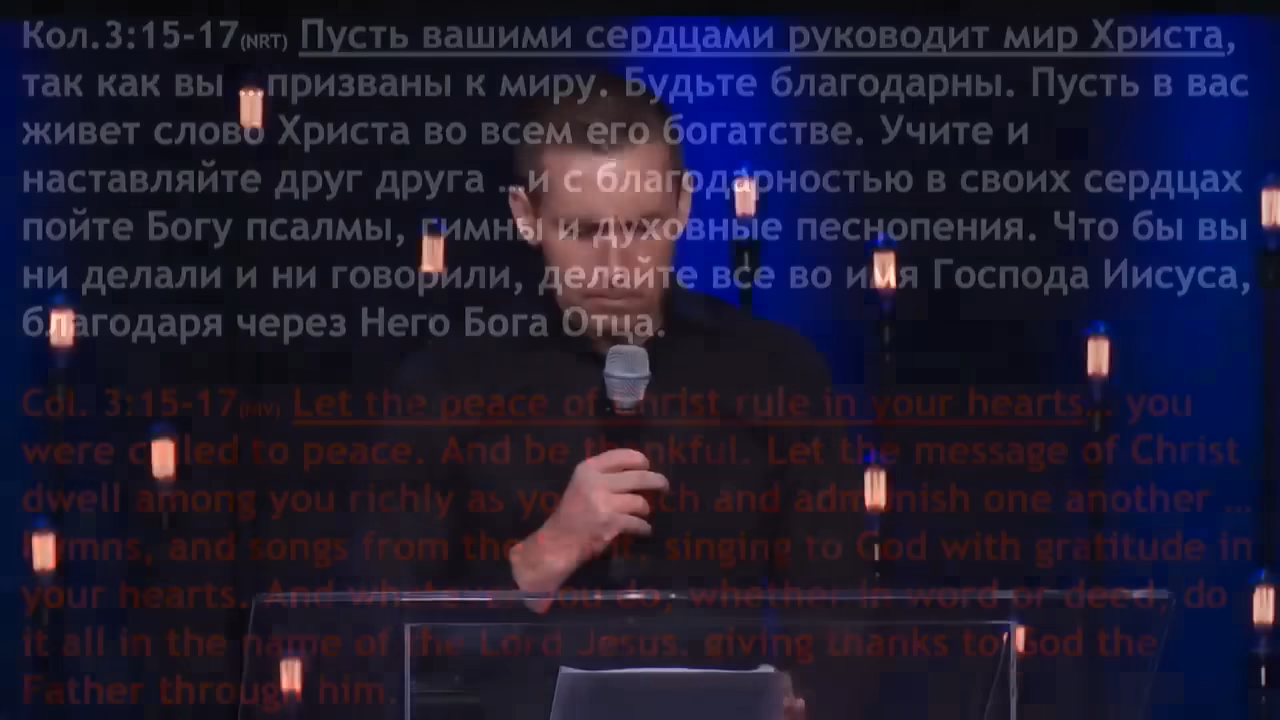 Кол.3:15-17(NRT) Пусть вашими сердцами руководит мир Христа,
так как вы … призваны к миру. Будьте благодарны. Пусть в вас
живет слово Христа во всем его богатстве. Учите и
наставляйте друг друга …и с благодарностью в своих сердцах
пойте Богу псалмы, гимны и духовные песнопения. Что бы вы
ни делали и ни говорили, делайте все во имя Господа Иисуса,
благодаря через Него Бога Отца.
Col. 3:15-17(NIV) Let the peace of Christ rule in your hearts… you
were called to peace. And be thankful. Let the message of Christ
dwell among you richly as you teach and admonish one another …
hymns, and songs from the Spirit, singing to God with gratitude in
your hearts. And whatever you do, whether in word or deed, do
it all in the name of the Lord Jesus, giving thanks to God the
Father through him.